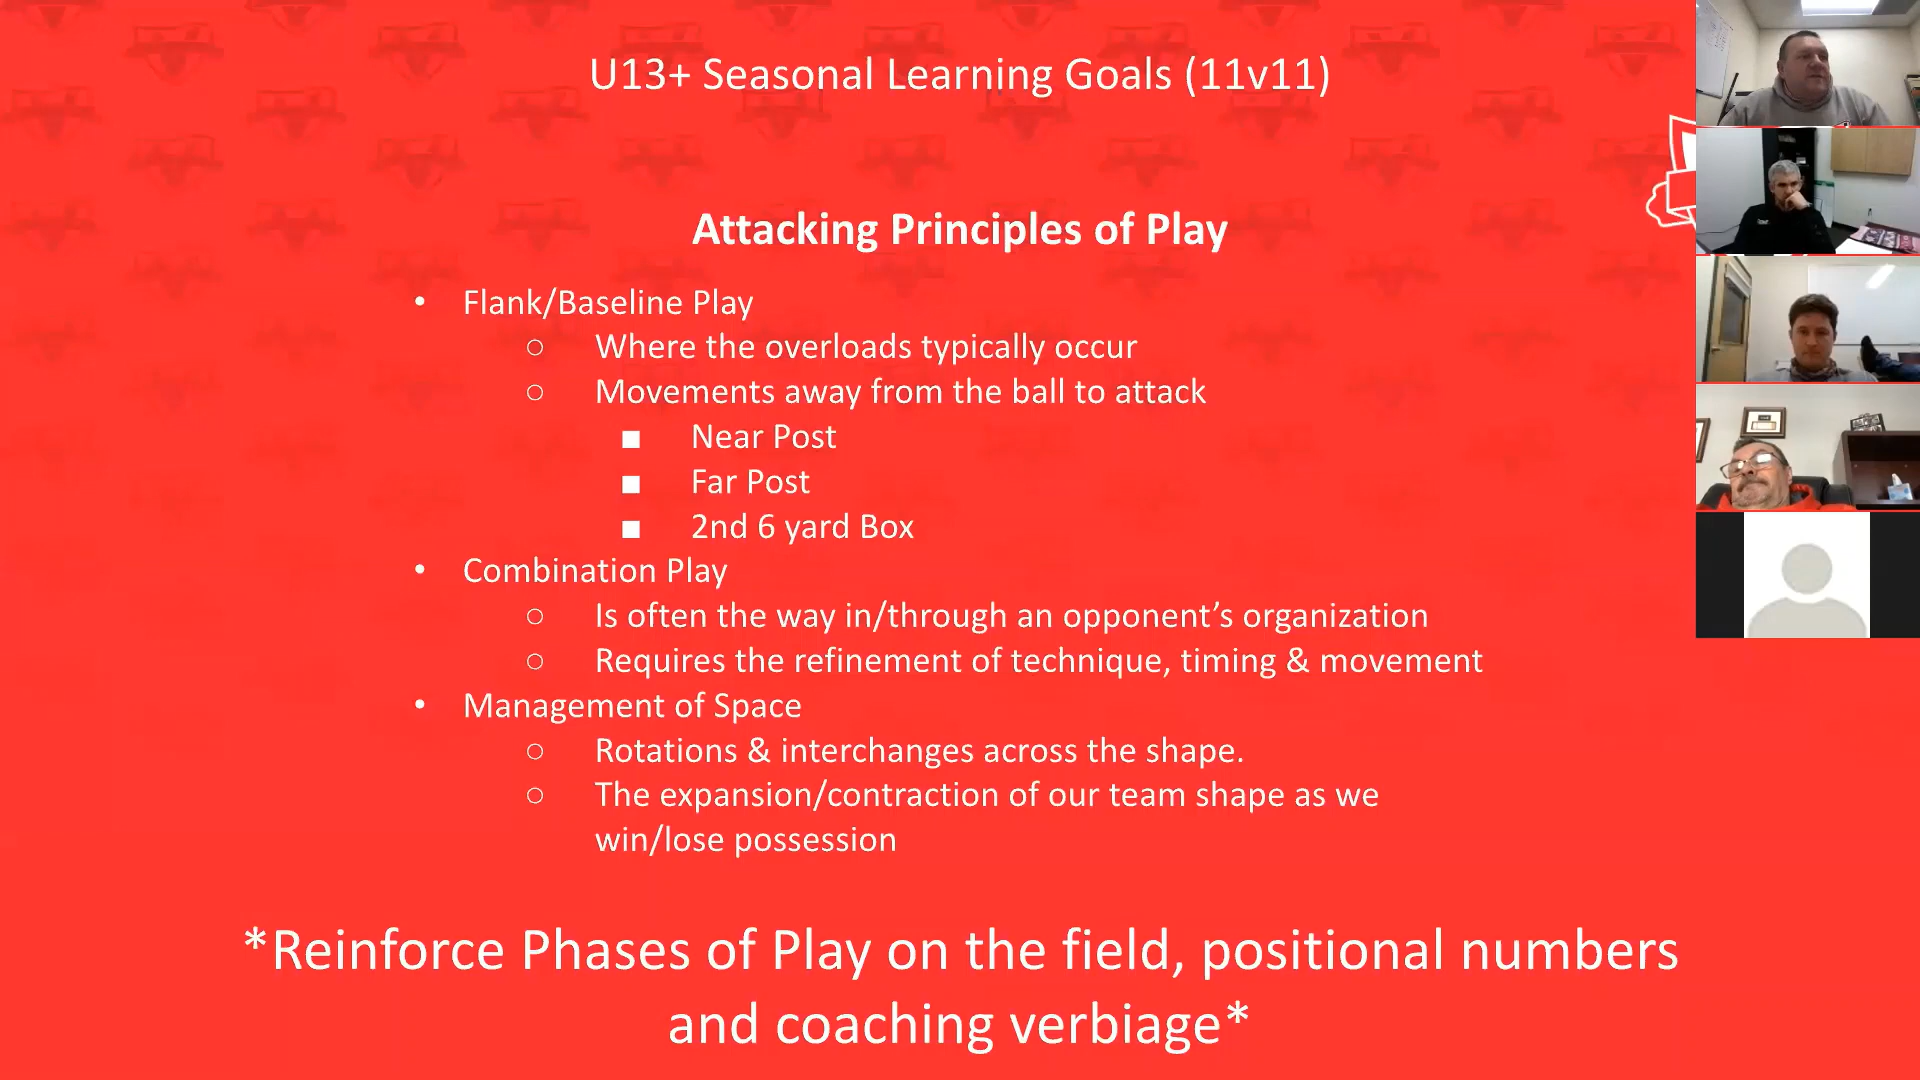 U13+ Seasonal Learning Goals (11v11)
Attacking Principles of Play
• Flank/Baseline Play
○ Where the overloads typically occur
○ Movements away from the ball to attack
■ Near Post
■ Far Post
■ 2nd 6 yard Box
• Combination Play
○ Is often the way in/through an opponent’s organization
○ Requires the refinement of technique, timing & movement
• Management of Space
○ Rotations & interchanges across the shape.
○ The expansion/contraction of our team shape as we
win/lose possession
*Reinforce Phases of Play on the field, positional numbers
and coaching verbiage*